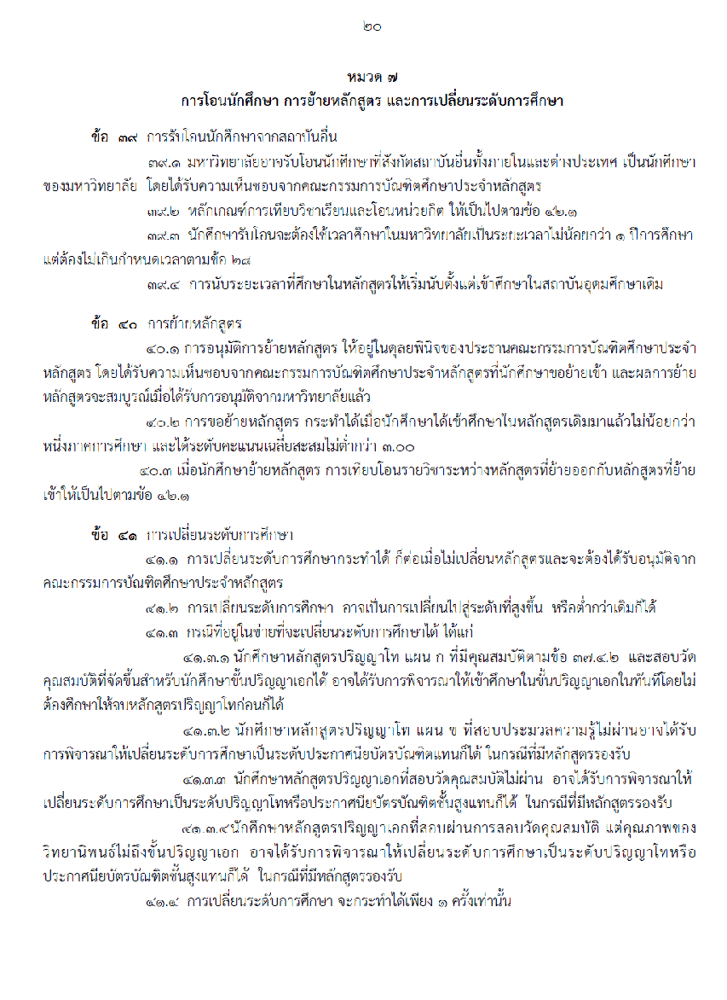 ๒๐
หมวด ๗
การโอนนักศึกษา การย้ายหลักสูตร และการเปลี่ยนระดับการศึกษา
ข้อ ๓๙ การรับโอนนักศึกษาจากสถาบันอื่น
๓๙.๑ มหาวิทยาลัยอาจรับโอนนักศึกษาที่สังกัดสถาบันอื่นทั้งภายในและต่างประเทศ เป็นนักศึกษา
ของมหาวิทยาลัย โดยได้รับความเห็นชอบจากคณะกรรมการบัณฑิตศึกษาประจำหลักสูตร
๓๙.๒ หลักเกณฑ์การเทียบวิชาเรียนและโอนหน่วยกิต ให้เป็นไปตามข้อ ๔๒.๑
๓๙.๓ นักศึกษารับโอนจะต้องใช้เวลาศึกษาในมหาวิทยาลัยเป็นระยะเวลาไม่น้อยกว่า ๑ ปีการศึกษา
แต่ต้องไม่เกินกำหนดเวลาตามข้อ ๒๘
๓๙.๔ การนับระยะเวลาที่ศึกษาในหลักสูตรให้เริ่มนับตั้งแต่เข้าศึกษาในสถาบันอุดมศึกษาเดิม
ข้อ ๔๐ การย้ายหลักสูตร
๔๐.๑ การอนุมัติการย้ายหลักสูตร ให้อยู่ในดุลยพินิจของประธานคณะกรรมการบัณฑิตศึกษาประจำ
หลักสูตร โดยได้รับความเห็นชอบจากคณะกรรมการบัณฑิตศึกษาประจำหลักสูตรที่นักศึกษาขอย้ายเข้า และผลการย้าย
หลักสูตรจะสมบูรณ์เมื่อได้รับการอนุมัติจากมหาวิทยาลัยแล้ว
๔๐.๒ การขอย้ายหลักสูตร กระทำได้เมื่อนักศึกษาได้เข้าศึกษาในหลักสูตรเดิมมาแล้วไม่น้อยกว่า
หนึ่งภาคการศึกษา และได้ระดับคะแนนเฉลี่ยสะสมไม่ต่ำกว่า ๓.๐๐
๔๐.๓ เมื่อนักศึกษาย้ายหลักสูตร การเทียบโอนรายวิชาระหว่างหลักสูตรที่ย้ายออกกับหลักสูตรที่ย้าย
เข้าให้เป็นไปตามข้อ ๔๒.๑
ข้อ ๔๑ การเปลี่ยนระดับการศึกษา
๔๑.๑ การเปลี่ยนระดับการศึกษากระทำได้ ก็ต่อเมื่อไม่เปลี่ยนหลักสูตรและจะต้องได้รับอนุมัติจาก
คณะกรรมการบัณฑิตศึกษาประจำหลักสูตร
๔๑.๒ การเปลี่ยนระดับการศึกษา อาจเป็นการเปลี่ยนไปสู่ระดับที่สูงขึ้น หรือต่ำกว่าเดิมก็ได้
๔๑.๓ กรณีที่อยู่ในข่ายที่จะเปลี่ยนระดับการศึกษาได้ ได้แก่
๔๑.๓.๑ นักศึกษาหลักสูตรปริญญาโท แผน ก ที่มีคุณสมบัติตามข้อ ๓๗.๔.๒ และสอบวัด
คุณสมบัติที่จัดขึ้นสำหรับนักศึกษาขั้นปริญญาเอกได้ อาจได้รับการพิจารณาให้เข้าศึกษาในขั้นปริญญาเอกในทันทีโดยไม่
ต้องศึกษาให้จบหลักสูตรปริญญาโทก่อนก็ได้
๔๑.๓.๒ นักศึกษาหลักสูตรปริญญาโท แผน ข ที่สอบประมวลความรู้ไม่ผ่านอาจได้รับ
การพิจารณาให้เปลี่ยนระดับการศึกษาเป็นระดับประกาศนียบัตรบัณฑิตแทนก็ได้ ในกรณีที่มีหลักสูตรรองรับ
๔๑.๓.๓ นักศึกษาหลักสูตรปริญญาเอกที่สอบวัดคุณสมบัติไม่ผ่าน อาจได้รับการพิจารณาให้
เปลี่ยนระดับการศึกษาเป็นระดับปริญญาโทหรือประกาศนียบัตรบัณฑิตชั้นสูงแทนก็ได้ ในกรณีที่มีหลักสูตรรองรับ
๔๑.๓.๔นักศึกษาหลักสูตรปริญญาเอกที่สอบผ่านการสอบวัดคุณสมบัติ แต่คุณภาพของ
วิทยานิพนธ์ไม่ถึงขั้นปริญญาเอก อาจได้รับการพิจารณาให้เปลี่ยนระดับการศึกษาเป็นระดับปริญญาโทหรือ
ประกาศนียบัตรบัณฑิตชั้นสูงแทนก็ได้ ในกรณีที่มีหลักสูตรรองรับ
๔๑.๔ การเปลี่ยนระดับการศึกษา จะกระทำได้เพียง ๑ ครั้งเท่านั้น